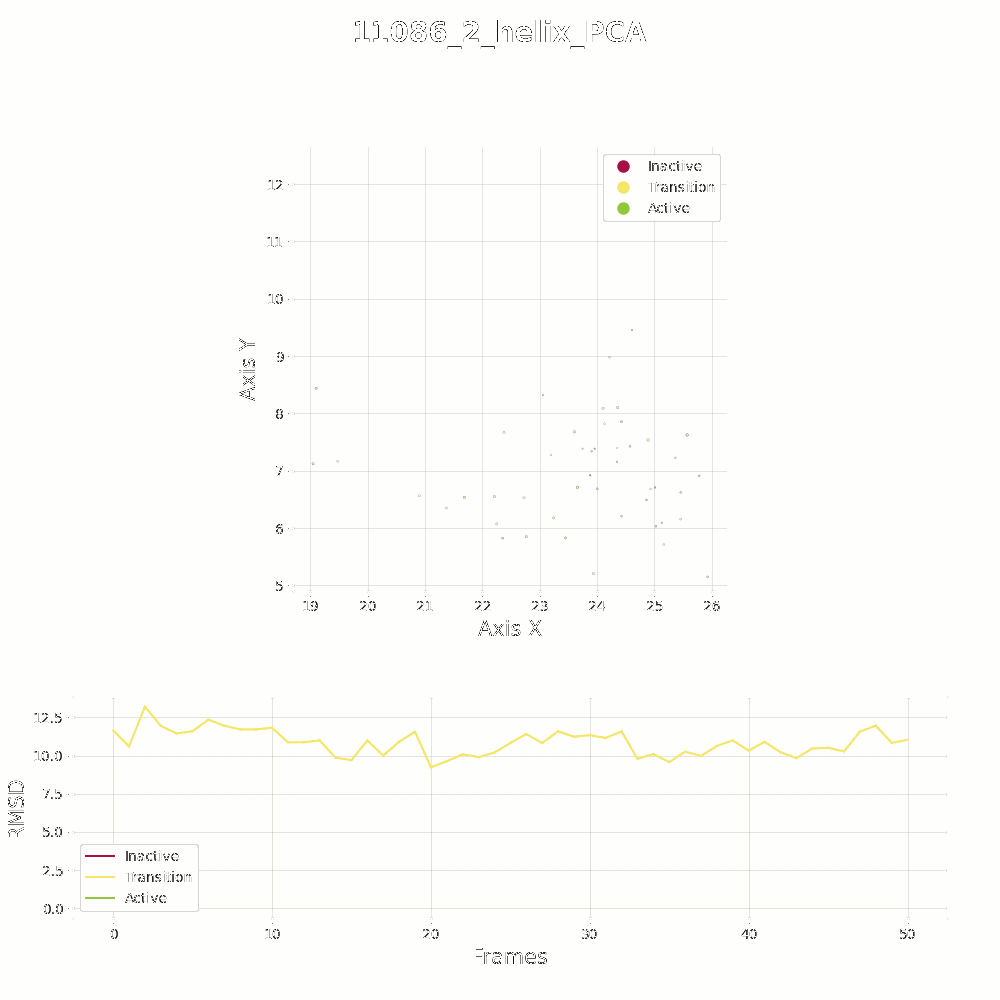 11086_2_helix_PCA
Inactive
Transition
Active
12
11
10
9
8
7
6
5
Axis Y
19 20 21 22 23 24 25 26
Axis X
12.5
10.0
7.5
5.0
2.5
0.0
RMSD
Inactive
Transition
Active
0 10 20 30 40 50
Frames